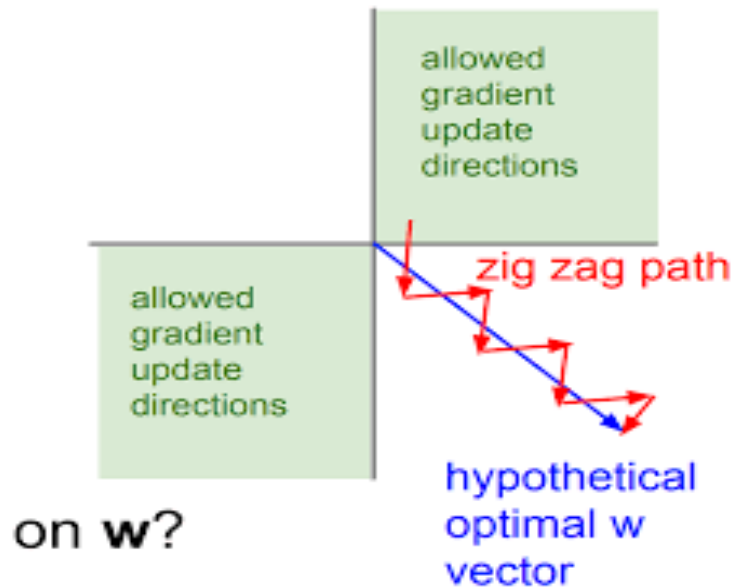 allowed
gradient
update
directions
zig zag path
allowed
gradient
update
directions
hypothetical
optimal w
vector
on w?